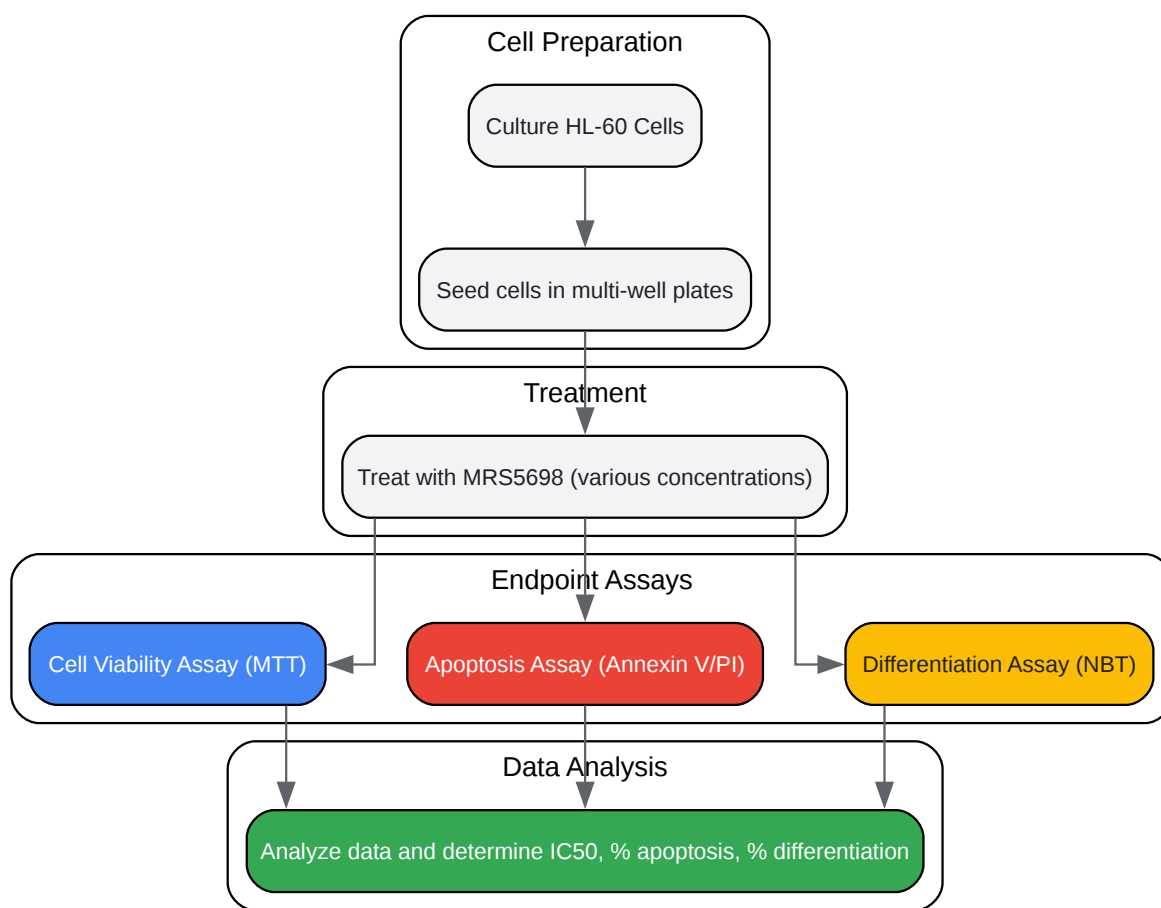 Cell Preparation
Culture HL-60 Cells
Seed cells in multi-well plates
Treatment
Treat with MRS5698 (various concentrations)
Endpoint Assays
Cell Viability Assay (MTT)
Apoptosis Assay (Annexin V/PI)
Differentiation Assay (NBT)
Data Analysis
Analyze data and determine IC50, % apoptosis, % differentiation